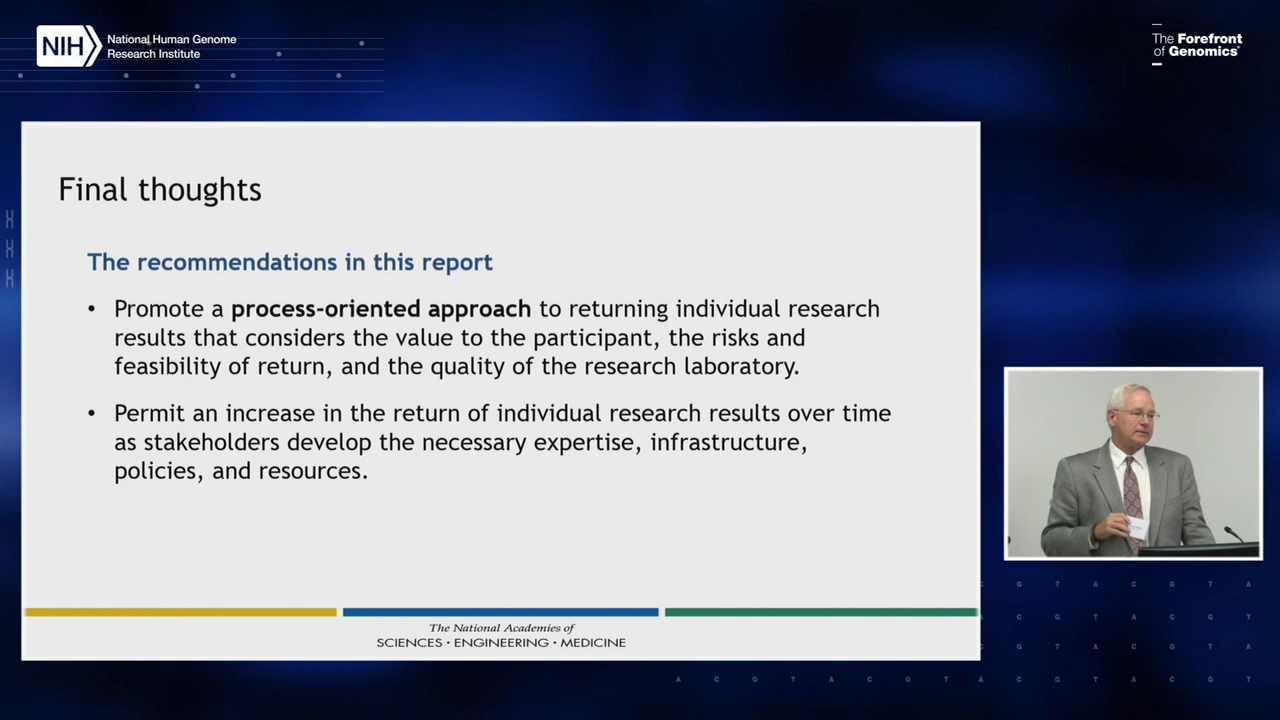 NIH
National Human Genome
Research Institute
The Forefront
of Genomics®
Final thoughts
The recommendations in this report
• Promote a process-oriented approach to returning individual research
results that considers the value to the participant, the risks and
feasibility of return, and the quality of the research laboratory.
• Permit an increase in the return of individual research results over time
as stakeholders develop the necessary expertise, infrastructure,
policies, and resources.
The National Academies of
SCIENCES · ENGINEERING · MEDICINE
C G T A C G T A
C G T A C G T
C G T A C G T A
A C G T A C G T A C G T A C G T